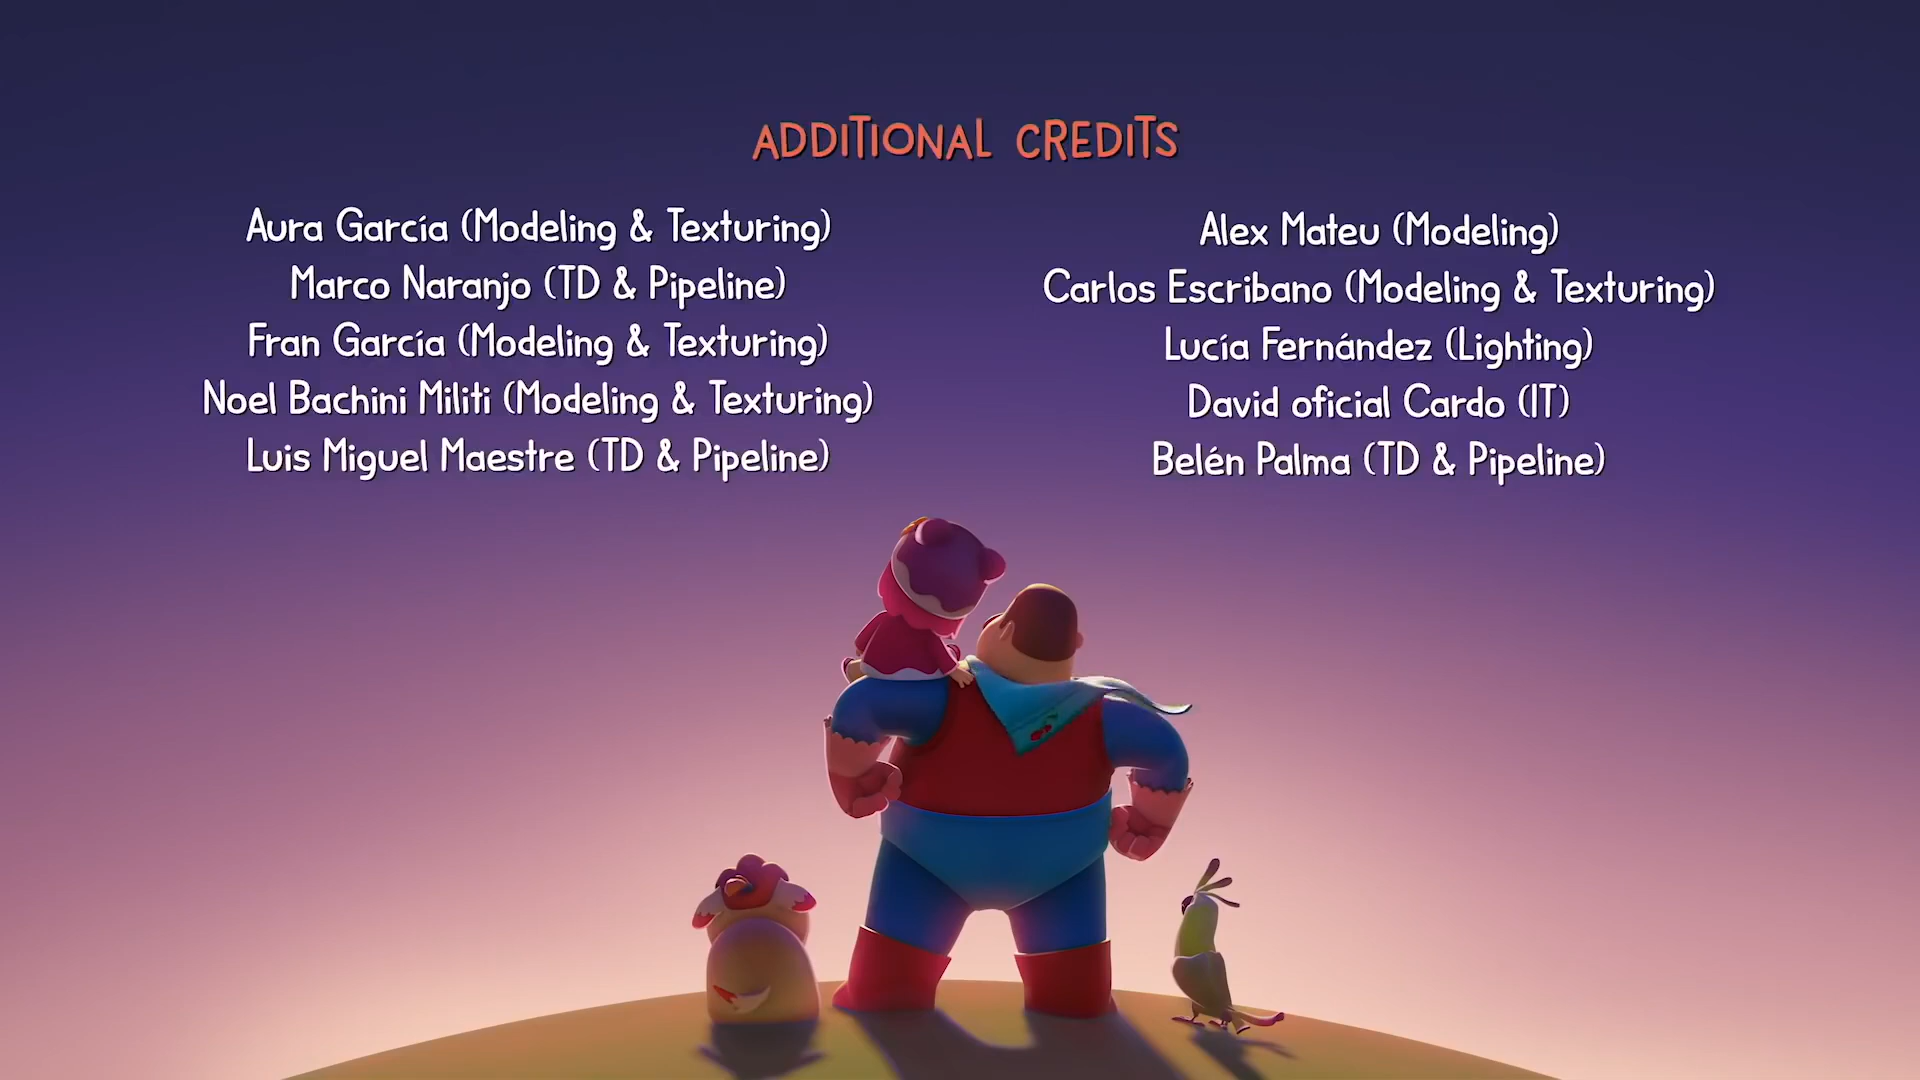 ADDITIONAL CREDITS
Aura García (Modeling & Texturing)
Marco Naranjo (TD & Pipeline)
Fran García (Modeling & Texturing)
Noel Bachini Militi (Modeling & Texturing)
Luis Miguel Maestre (TD & Pipeline)
Alex Mateu (Modeling)
Carlos Escribano (Modeling & Texturing)
Lucía Fernández (Lighting)
David oficial Cardo (IT)
Belén Palma (TD & Pipeline)